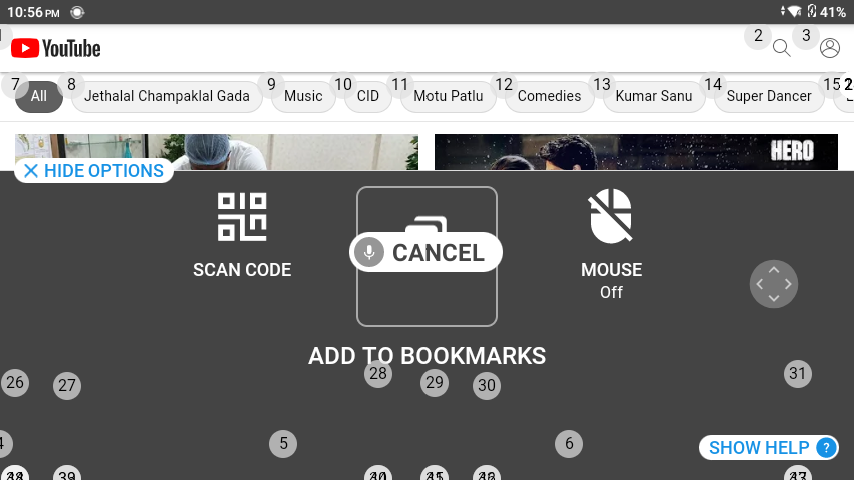 10:56 PM 41%
YouTube 2 3
7 All 8 Jethalal Champaklal Gada 9 Music 10 CID 11 Motu Patlu 12 Comedies 13 Kumar Sanu 14 Super Dancer 15
HERO
HIDE OPTIONS
CANCEL
SCAN CODE MOUSE
Off
ADD TO BOOKMARKS
26 27 28 29 30 31
5 6
SHOW HELP ?
39